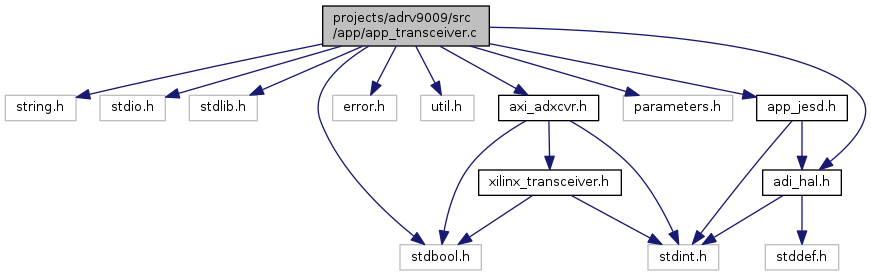 projects/adrv9009/src
/app/app_transceiver.c
string.h
stdio.h
stdlib.h
error.h
util.h
axi_adxcvr.h
parameters.h
app_jesd.h
xilinx_transceiver.h
adi_hal.h
stdbool.h
stdint.h
stddef.h